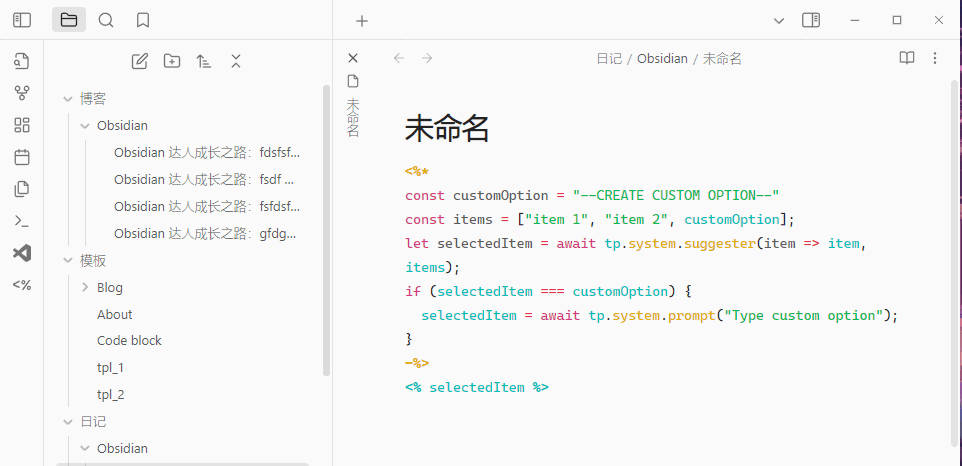 日记 / Obsidian / 未命名
博客
Obsidian
Obsidian 达人成长之路：fdsfsf...
Obsidian 达人成长之路：fsdf ...
Obsidian 达人成长之路：fsfdsf...
Obsidian 达人成长之路：gfdg...
模板
Blog
About
Code block
tpl_1
tpl_2
日记
Obsidian
<%
未命名
未命名
<%*
const customOption = "--CREATE CUSTOM OPTION--"
const items = ["item 1", "item 2", customOption];
let selectedItem = await tp.system.suggester(item => item,
items);
if (selectedItem === customOption) {
selectedItem = await tp.system.prompt("Type custom option");
}
-%>
<% selectedItem %>